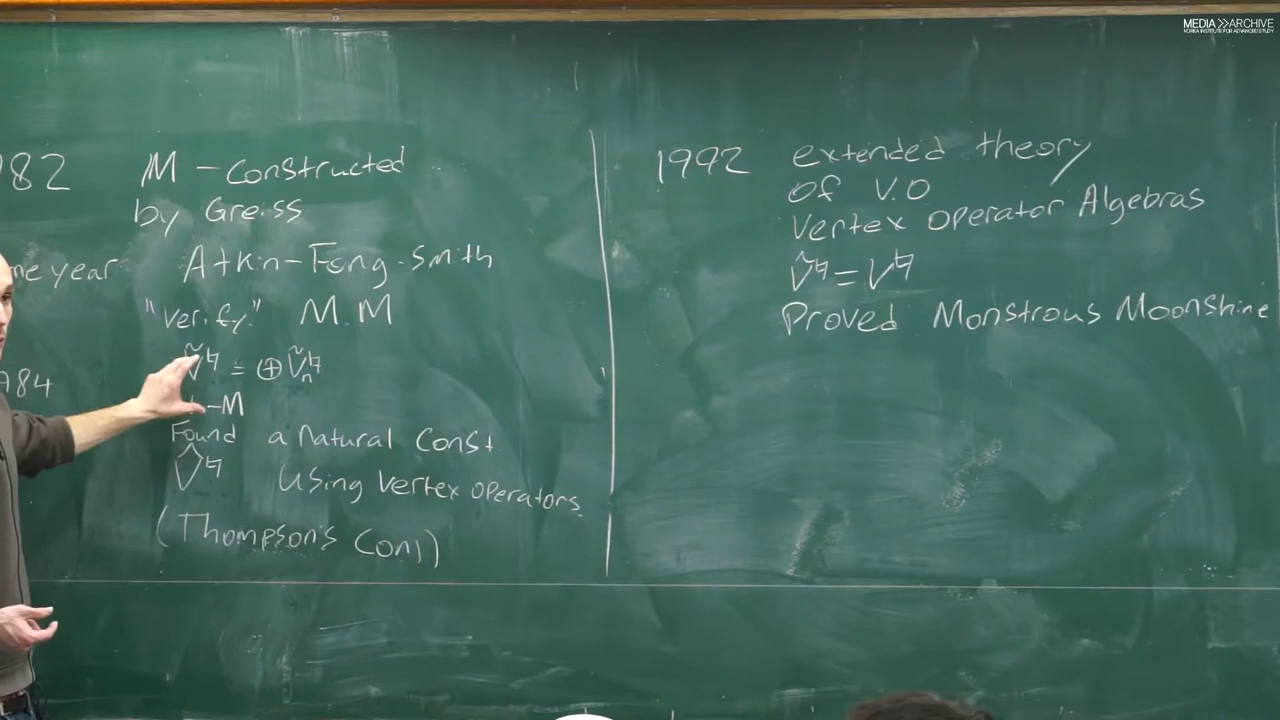 MEDIA ARCHIVE
KOREA INSTITUTE FOR ADVANCED STUDY
982 M - Constructed
by Greiss
me year Atkin-Fong-Smith
"verify" M.M
Ṽ♮ = ⊕ Ṽ♮n
984 -M
Found a natural Const
V̂♮ using vertex operators
(Thompson's Conj)
1992 extended theory
of V.O
Vertex operator Algebras
Ṽ♮ = V♮
Proved Monstrous Moonshine